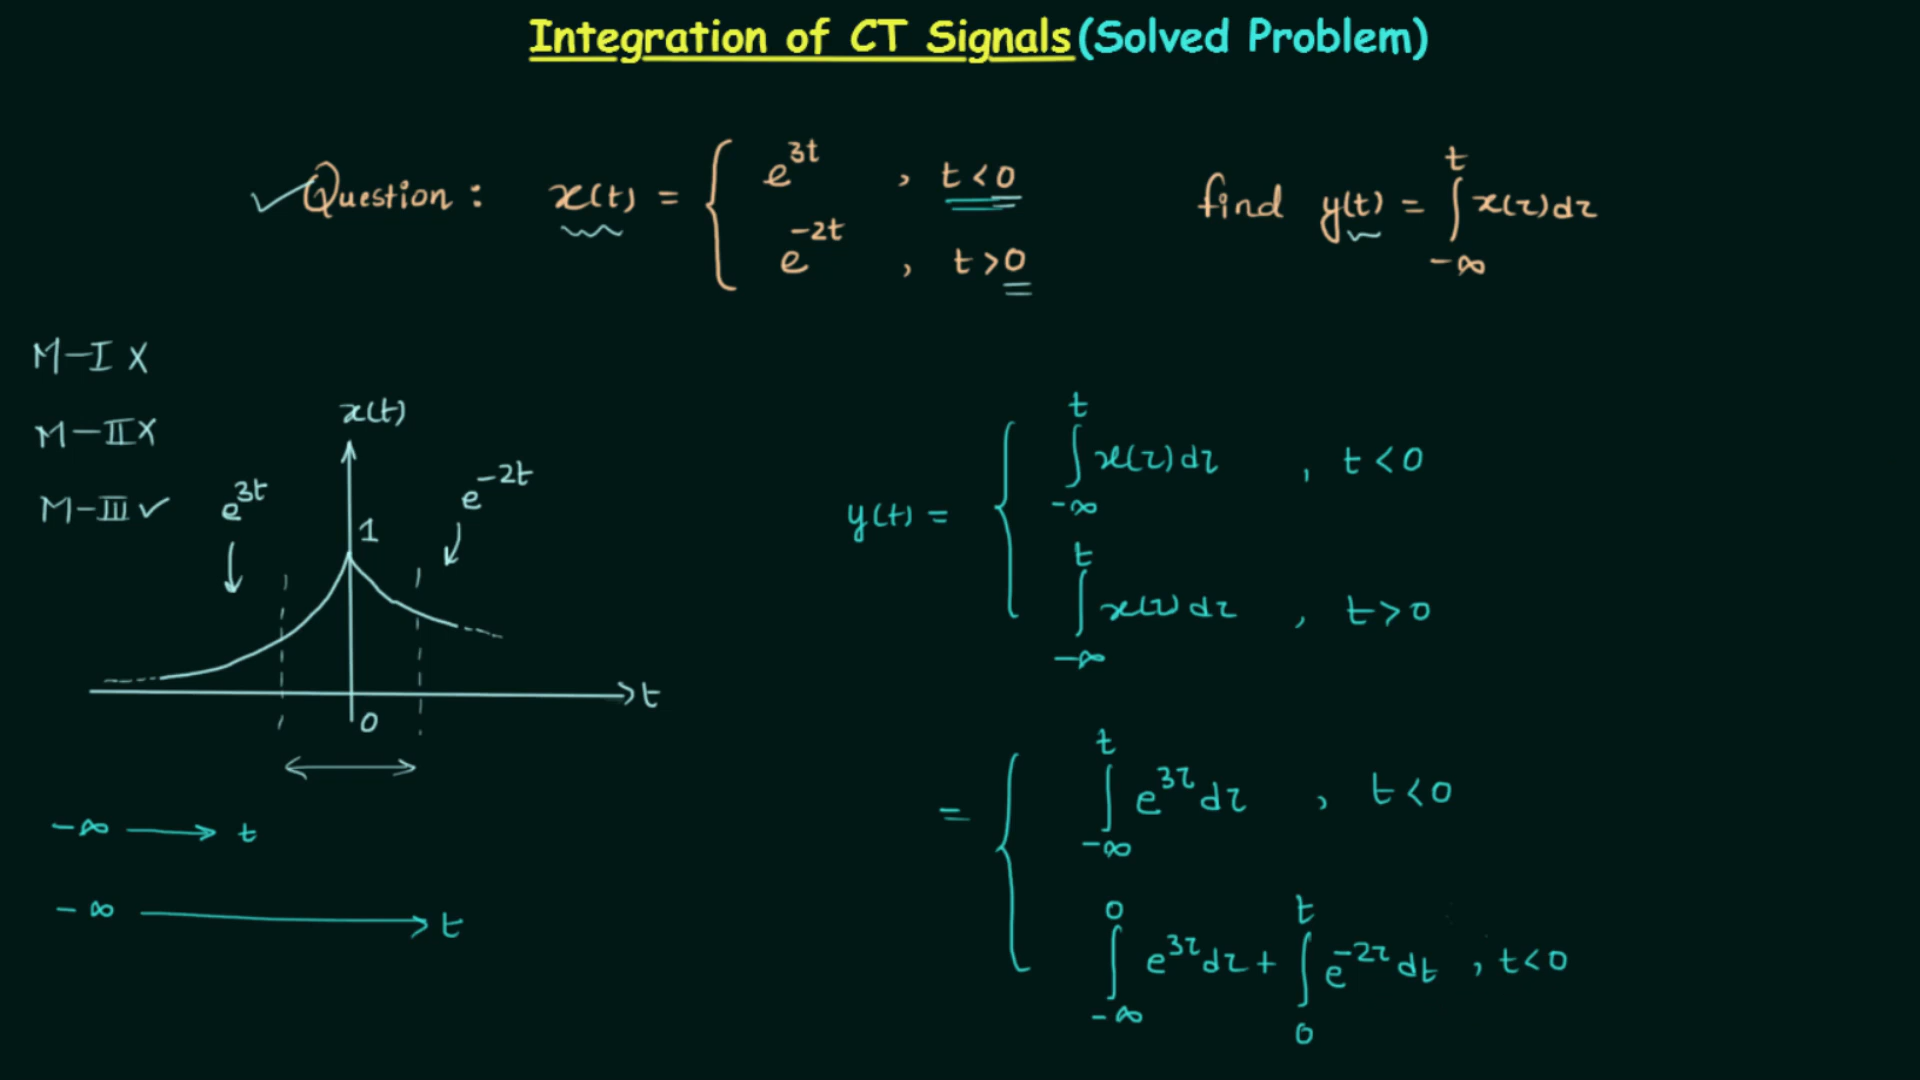 Integration of CT Signals (Solved Problem)
✓Question : x(t) = { e^{3t} , t<0
e^{-2t} , t>0
find y(t) = ∫_{-∞}^{t} x(τ)dτ
M-I X
M-II X
M-III ✓
x(t)
e^{3t}
e^{-2t}
1
0
t
-∞ → t
-∞ → t
y(t) = { ∫_{-∞}^{t} x(τ)dτ , t<0
∫_{-∞}^{t} x(τ)dτ , t>0
= { ∫_{-∞}^{t} e^{3τ}dτ , t<0
∫_{-∞}^{0} e^{3τ}dτ + ∫_{0}^{t} e^{-2τ}dt , t<0